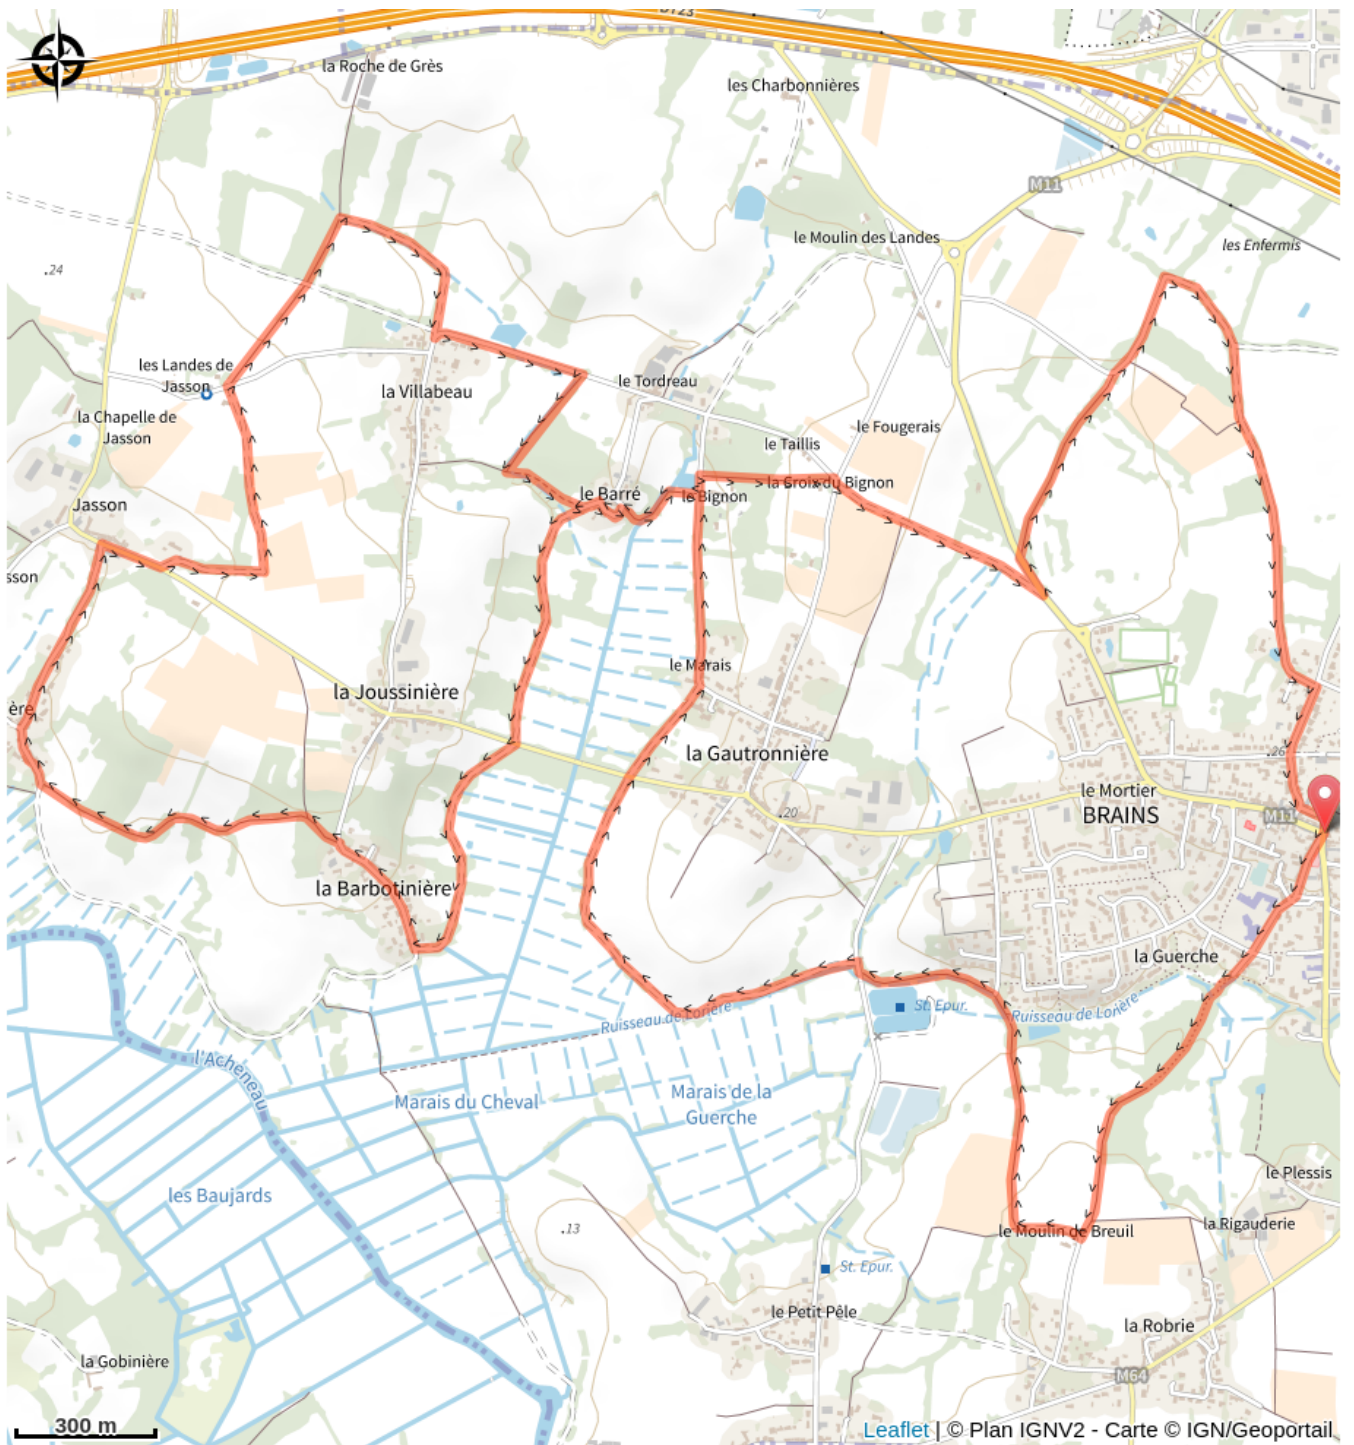 D723
la Roche de Grès
les Charbonnières
M11
le Moulin des Landes
les Enfermis
.24
les Landes de
Jasson
la Villabeau
le Tordreau
la Chapelle de
Jasson
le Taillis
le Fougerais
la Croix du Bignon
le Barré
le Bignon
Jasson
sson
le Marais
la Joussinière
ère
la Gautronnière
.26
le Mortier
BRAINS
M11
.20
la Barbotinière
la Guerche
St. Epur.
Ruisseau de Lorière
Ruisseau de Lorière
l'Acheneau
Marais du Cheval
Marais de la
Guerche
le Plessis
les Baujards
la Rigauderie
.13
le Moulin de Breuil
St. Epur.
le Petit Pêle
la Robrie
la Gobinière
M64
300 m
Leaflet | © Plan IGNV2 - Carte © IGN/Geoportail